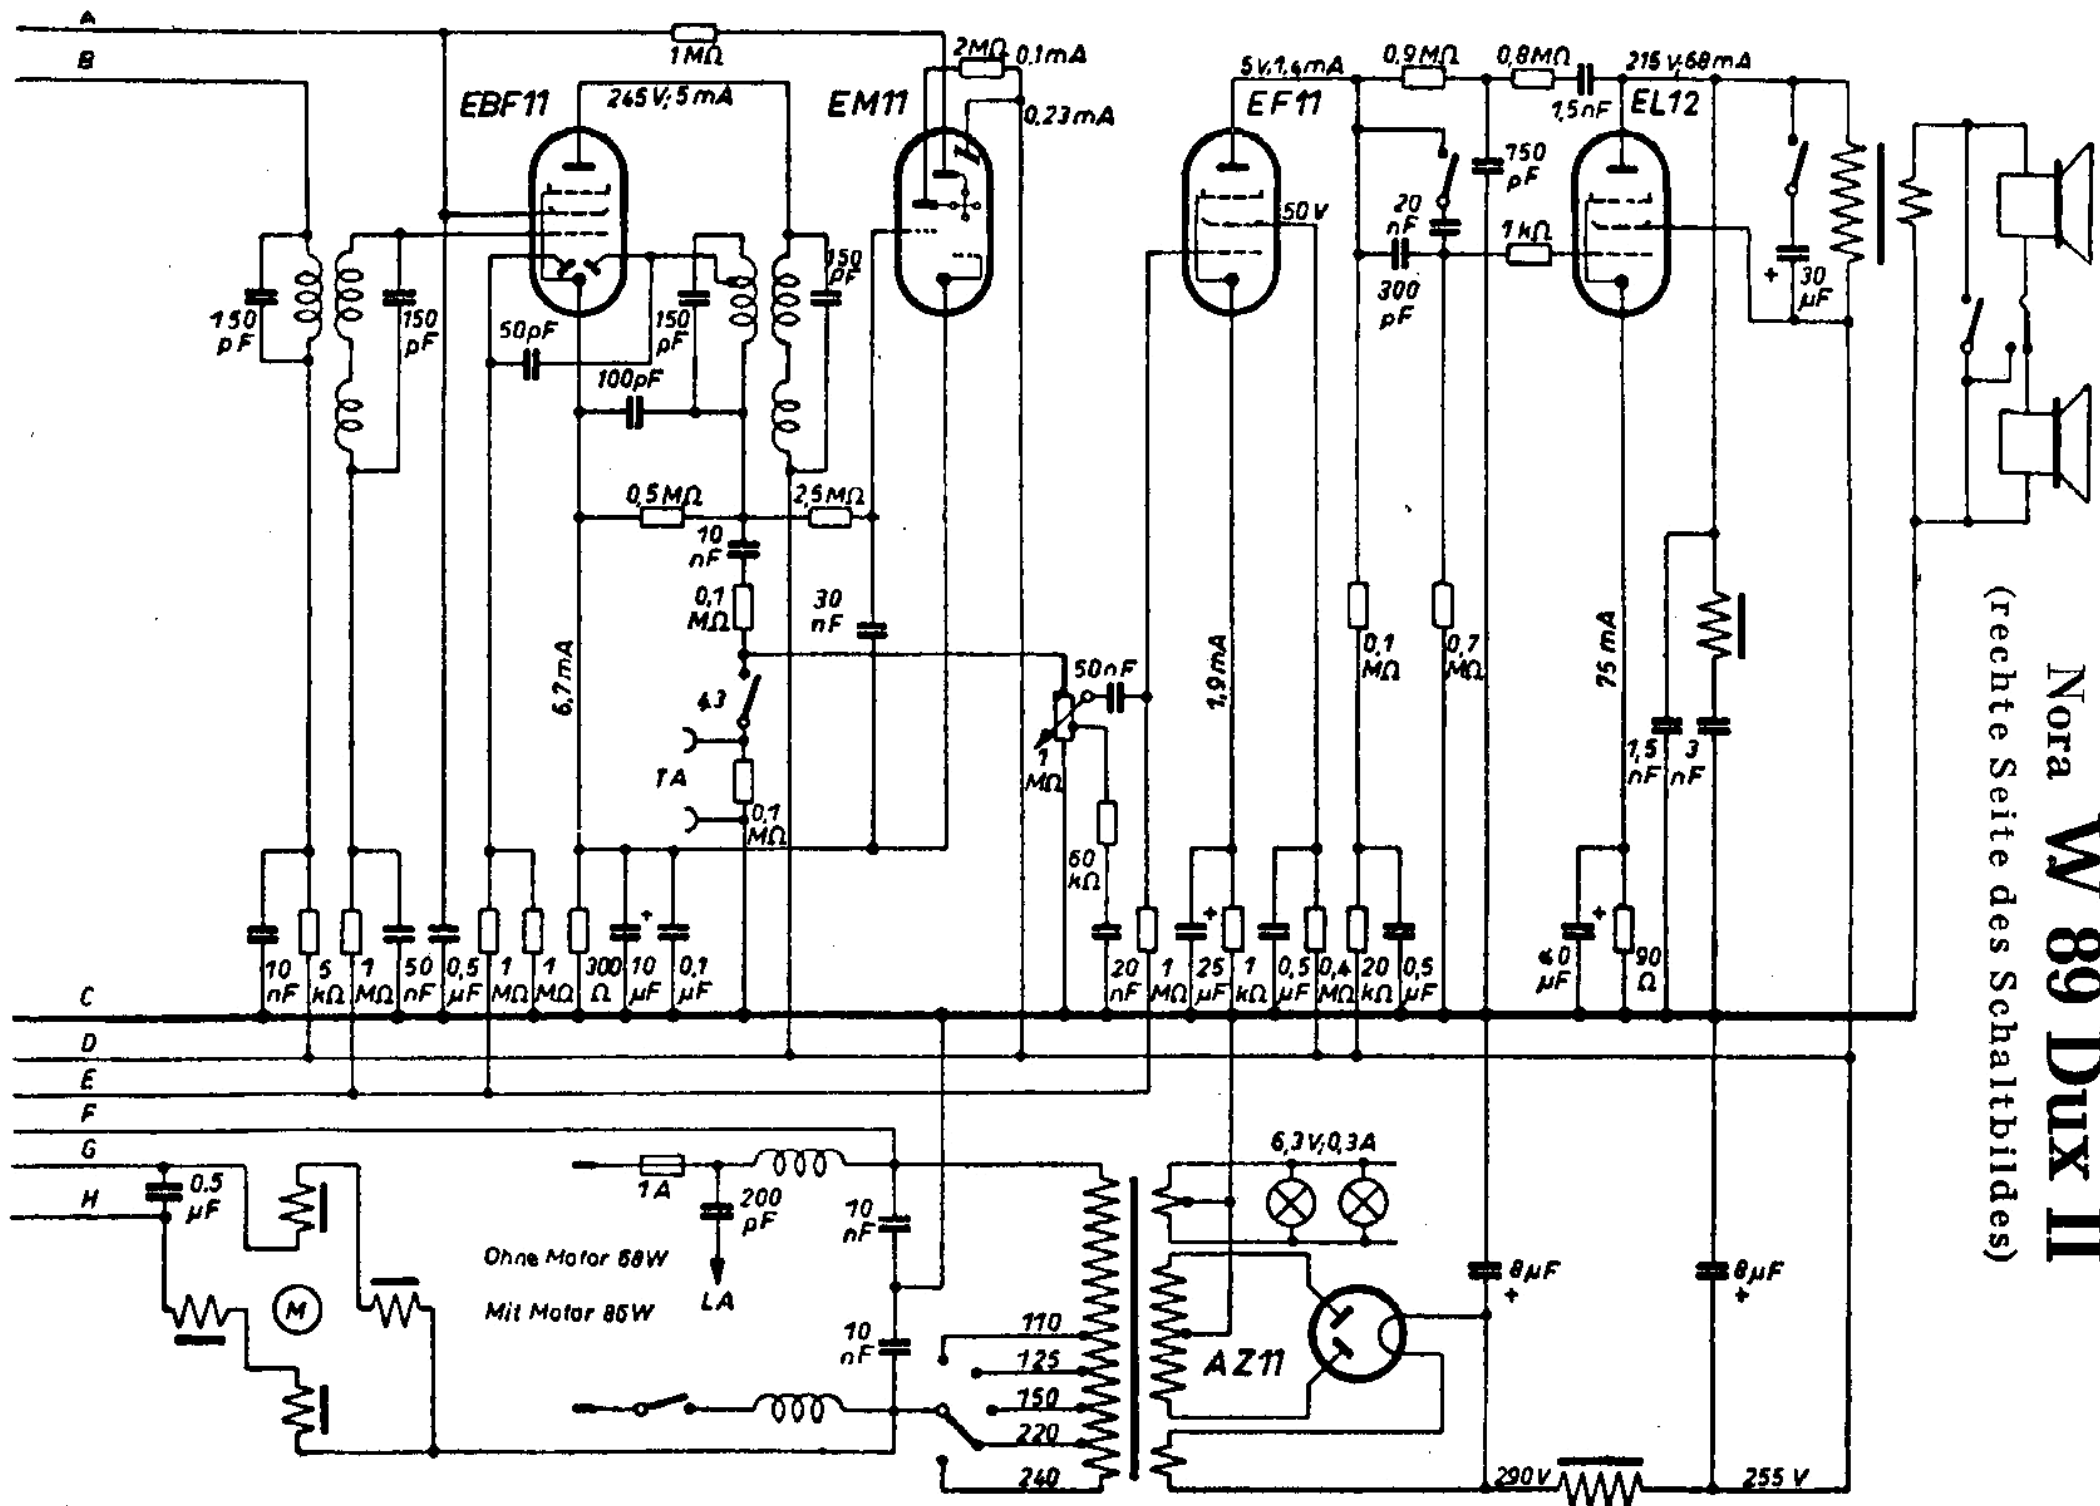 A
B
1MΩ
2MΩ
0,1mA
0,23mA
EBF11
245V; 5mA
EM11
5V,1,4mA
EF11
0,9MΩ
0,8MΩ
1,5nF
215V;68mA
EL12
150 pF
150 pF
50pF
100pF
150 pF
150 pF
50V
20 nF
750 pF
300 pF
1kΩ
+ 30 µF
0,5MΩ
2,5MΩ
10 nF
0,1 MΩ
30 nF
6,7mA
43
TA
0,1 MΩ
50nF
1 MΩ
60 kΩ
1,9mA
0,1 MΩ
0,7 MΩ
75mA
1,5 nF
3 nF
10 nF
5 kΩ
1 MΩ
50 nF
0,5 µF
1 MΩ
1 MΩ
300 Ω
+ 10 µF
0,1 µF
20 nF
1 MΩ
+ 25 µF
1 kΩ
0,5 µF
0,4 MΩ
20 kΩ
0,5 µF
+ 40 µF
90 Ω
C
D
E
F
G
H
0.5 µF
M
1A
200 pF
LA
Ohne Motor 68W
Mit Motor 85W
10 nF
10 nF
110
125
150
220
240
6,3V;0,3A
AZ11
8µF +
8µF +
290V
255 V
Nora W 89 Dux II
(rechte Seite des Schaltbildes)